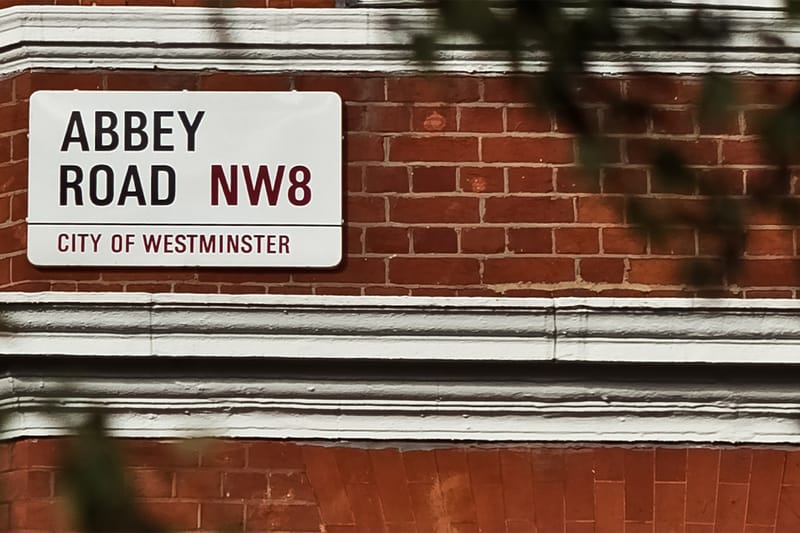 ABBEY
ROAD NW8
CITY OF WESTMINSTER